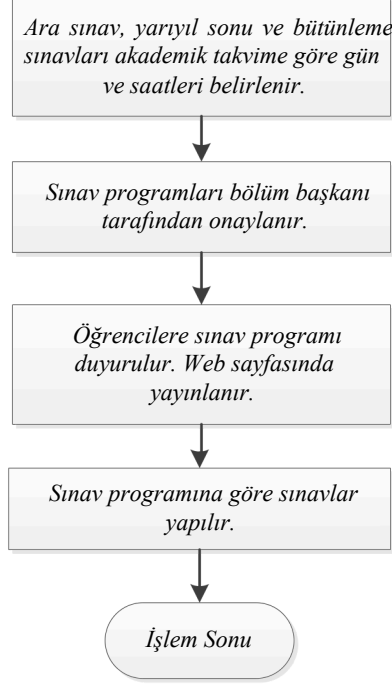 Ara sınav, yarıyıl sonu ve bütünleme
sınavları akademik takvime göre gün
ve saatleri belirlenir.
Sınav programları bölüm başkanı
tarafından onaylanır.
Öğrencilere sınav programı
duyurulur. Web sayfasında
yayınlanır.
Sınav programına göre sınavlar
yapılır.
İşlem Sonu